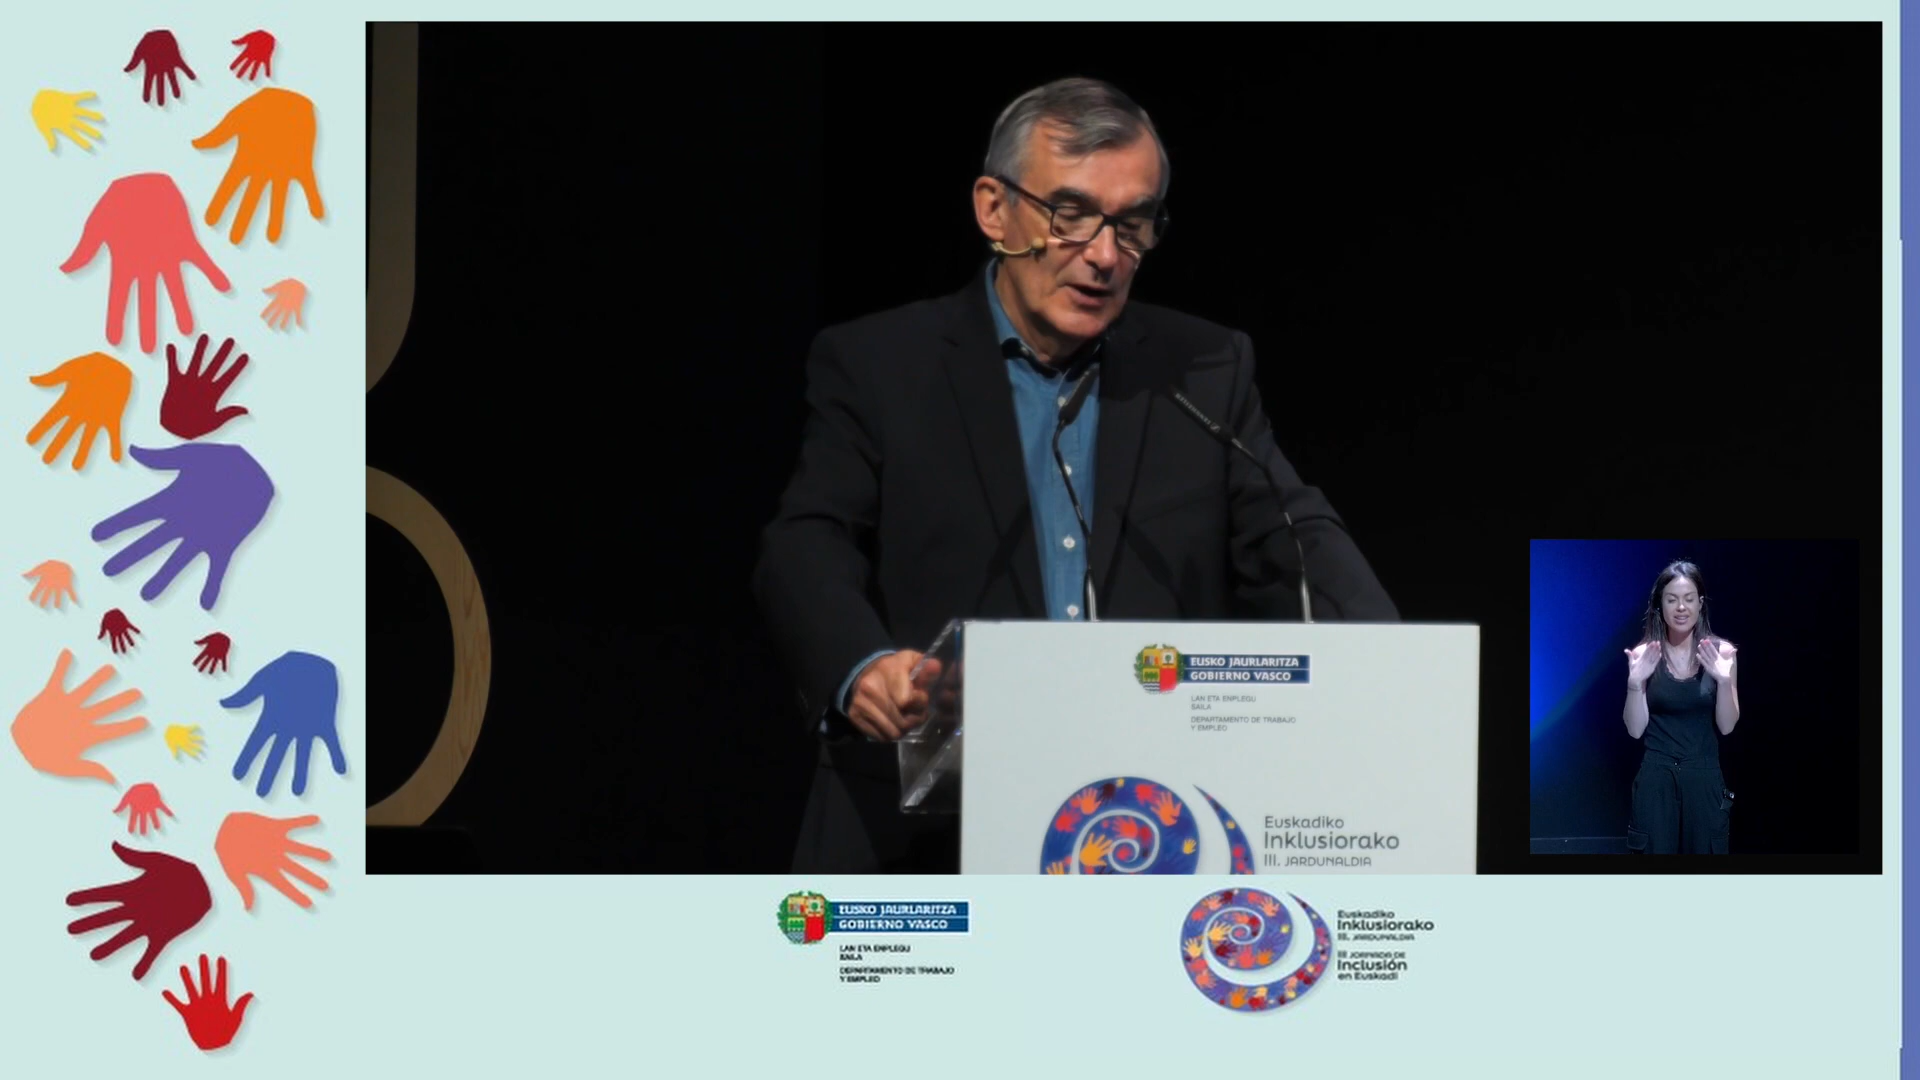 EUSKO JAURLARITZA
GOBIERNO VASCO
LAN ETA ENPLEGU
SAILA
DEPARTAMENTO DE TRABAJO
Y EMPLEO
Euskadiko
Inklusiorako
III. JARDUNALDIA
EUSKO JAURLARITZA
GOBIERNO VASCO
LAN ETA ENPLEGU
SAILA
DEPARTAMENTO DE TRABAJO
Y EMPLEO
Euskadiko
Inklusiorako
III. JARDUNALDIA
III JORNADA DE
Inclusión
en Euskadi